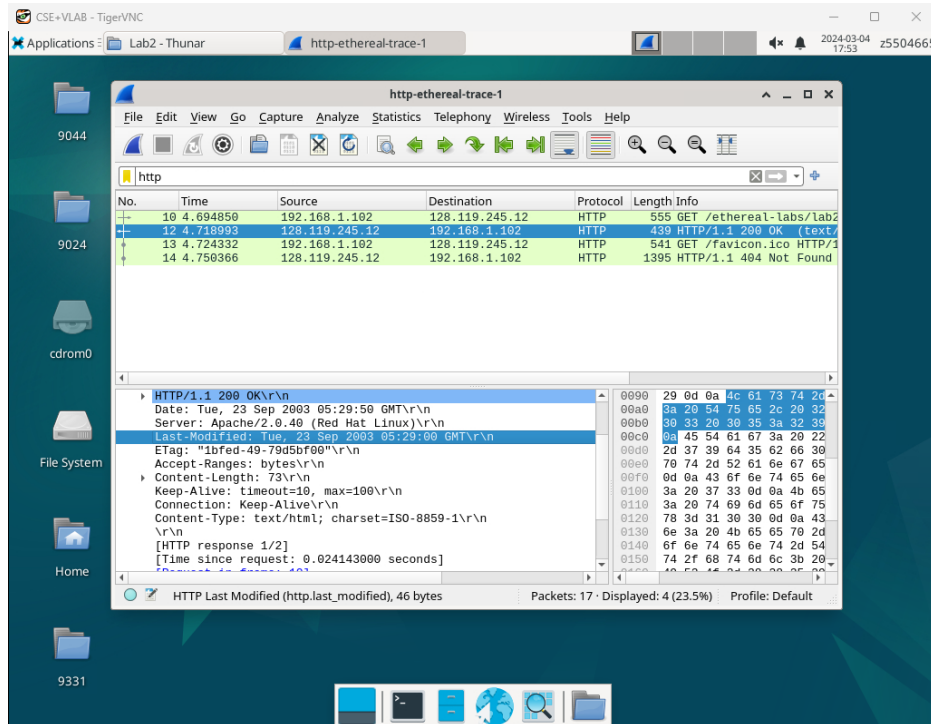 CSE+VLAB - TigerVNC
Applications Lab2 - Thunar http-ethereal-trace-1 2024-03-04 17:53 z5504665
http-ethereal-trace-1
File Edit View Go Capture Analyze Statistics Telephony Wireless Tools Help
http
No. Time Source Destination Protocol Length Info
10 4.694850 192.168.1.102 128.119.245.12 HTTP 555 GET /ethereal-labs/lab2
12 4.718993 128.119.245.12 192.168.1.102 HTTP 439 HTTP/1.1 200 OK (text/
13 4.724332 192.168.1.102 128.119.245.12 HTTP 541 GET /favicon.ico HTTP/1
14 4.750366 128.119.245.12 192.168.1.102 HTTP 1395 HTTP/1.1 404 Not Found
HTTP/1.1 200 OK\r\n
Date: Tue, 23 Sep 2003 05:29:50 GMT\r\n
Server: Apache/2.0.40 (Red Hat Linux)\r\n
Last-Modified: Tue, 23 Sep 2003 05:29:00 GMT\r\n
ETag: "1bfed-49-79d5bf00"\r\n
Accept-Ranges: bytes\r\n
Content-Length: 73\r\n
Keep-Alive: timeout=10, max=100\r\n
Connection: Keep-Alive\r\n
Content-Type: text/html; charset=ISO-8859-1\r\n
\r\n
[HTTP response 1/2]
[Time since request: 0.024143000 seconds]
0090 29 0d 0a 4c 61 73 74 2d
00a0 3a 20 54 75 65 2c 20 32
00b0 30 33 20 30 35 3a 32 39
00c0 0a 45 54 61 67 3a 20 22
00d0 2d 37 39 64 35 62 66 30
00e0 70 74 2d 52 61 6e 67 65
00f0 0d 0a 43 6f 6e 74 65 6e
0100 3a 20 37 33 0d 0a 4b 65
0110 3a 20 74 69 6d 65 6f 75
0120 78 3d 31 30 30 0d 0a 43
0130 6e 3a 20 4b 65 65 70 2d
0140 6f 6e 74 65 6e 74 2d 54
0150 74 2f 68 74 6d 6c 3b 20
HTTP Last Modified (http.last_modified), 46 bytes Packets: 17 · Displayed: 4 (23.5%) Profile: Default
9044
9024
cdrom0
File System
Home
9331